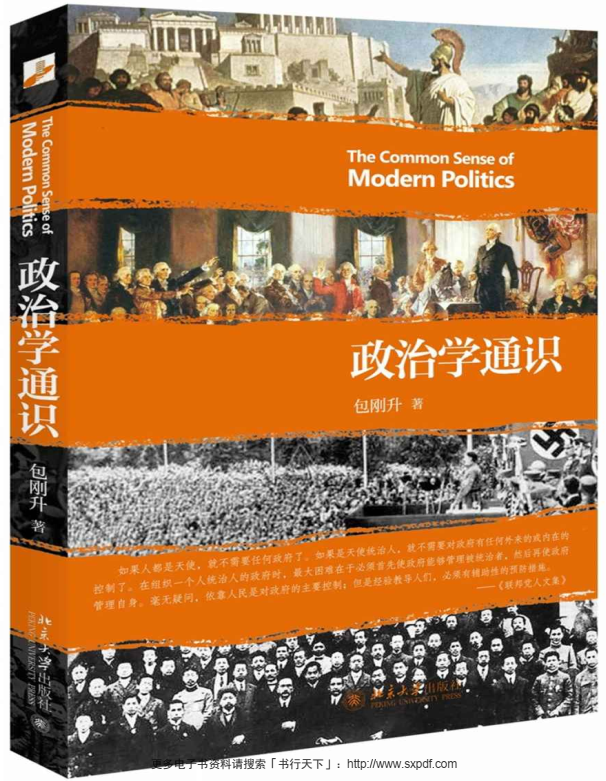 The Common Sense of
Modern Politics
The Common Sense of
Modern Politics
政治学通识
政治学通识
包刚升 著
包刚升 著
如果人都是天使，就不需要任何政府了。如果是天使统治人，就不需要对政府有任何外来的或内在的
控制了。在组织一个人统治人的政府时，最大困难在于必须首先使政府能够管理被统治者，然后再使政府
管理自身。毫无疑问，依靠人民是对政府的主要控制；但是经验教导人们，必须有辅助性的预防措施。
——《联邦党人文集》
北京大学出版社
PEKING UNIVERSITY PRESS
北京大学出版社
PEKING UNIVERSITY PRESS
更多电子书资料请搜索「书行天下」：http://www.sxpdf.com